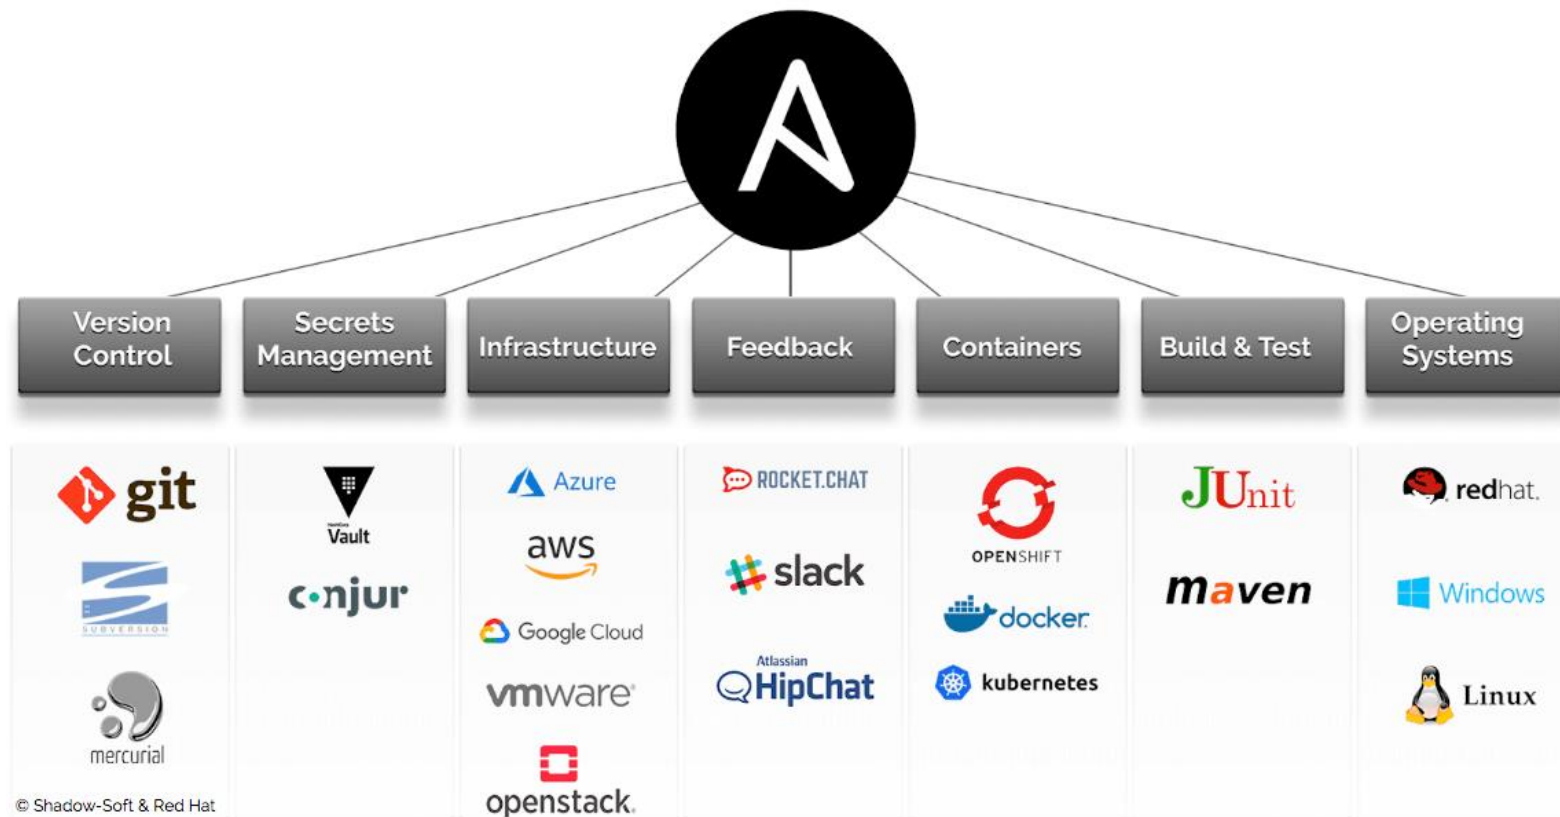 Version
Control
Secrets
Management
Infrastructure
Feedback
Containers
Build & Test
Operating
Systems
git
SUBVERSION
mercurial
HashiCorp
Vault
conjur
Azure
aws
Google Cloud
vmware®
openstack.
ROCKET.CHAT
slack
Atlassian
HipChat
OPENSHIFT
docker
kubernetes
JUnit
maven
redhat.
Windows
Linux
© Shadow-Soft & Red Hat